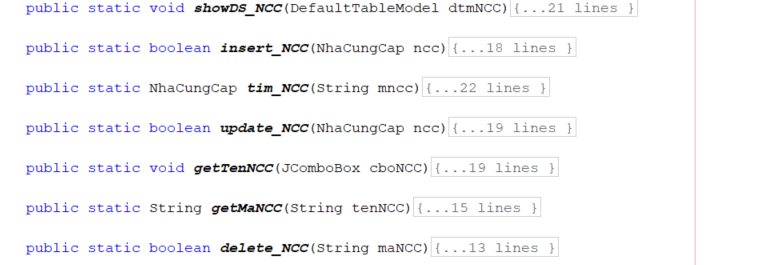 public static void showDS_NCC(DefaultTableModel dtmNCC){...21 lines }
public static boolean insert_NCC(NhaCungCap ncc){...18 lines }
public static NhaCungCap tim_NCC(String mncc){...22 lines }
public static boolean update_NCC(NhaCungCap ncc){...19 lines }
public static void getTenNCC(JComboBox cboNCC){...19 lines }
public static String getMaNCC(String tenNCC){...15 lines }
public static boolean delete_NCC(String maNCC){...13 lines }